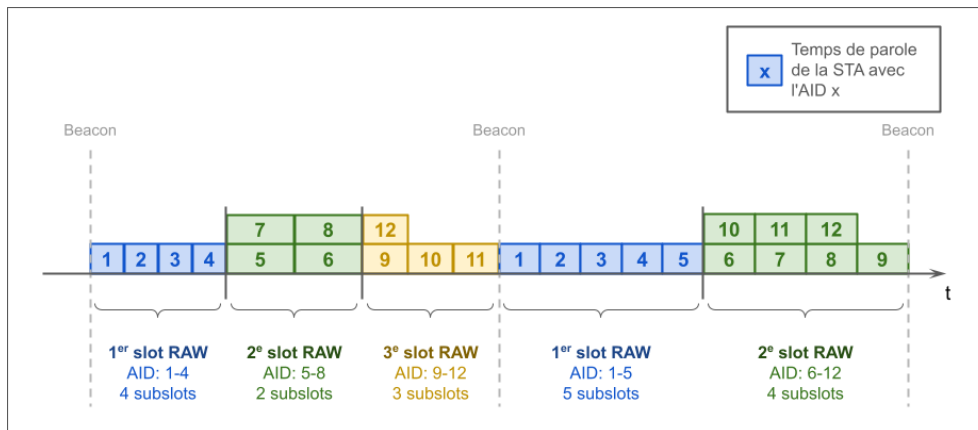 x
Temps de parole
de la STA avec
l'AID x
Beacon
Beacon
Beacon
7 8 12 10 11 12
1 2 3 4 5 6 9 10 11 1 2 3 4 5 6 7 8 9
t
1er slot RAW
AID: 1-4
4 subslots
2e slot RAW
AID: 5-8
2 subslots
3e slot RAW
AID: 9-12
3 subslots
1er slot RAW
AID: 1-5
5 subslots
2e slot RAW
AID: 6-12
4 subslots